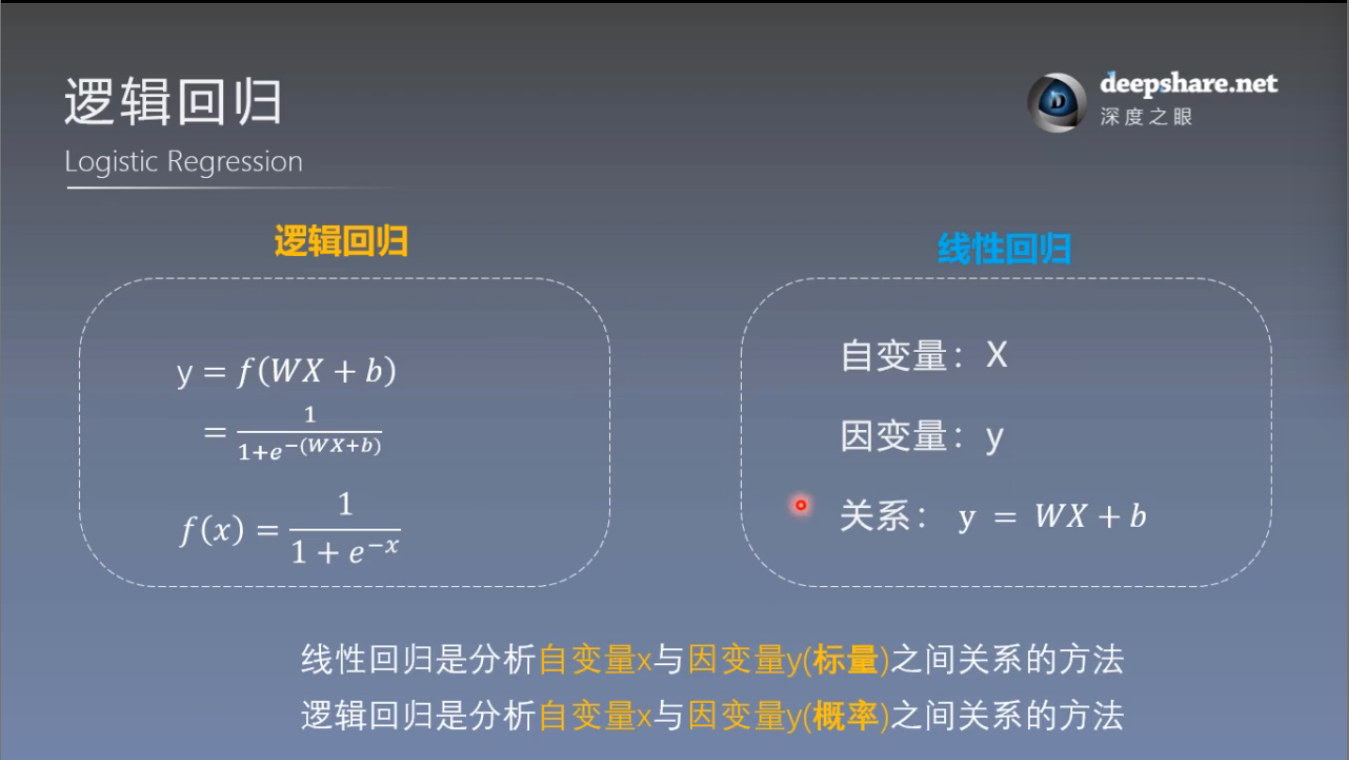 逻辑回归
Logistic Regression
deepshare.net
深度之眼
逻辑回归
y = f(WX + b)
= \frac{1}{1+e^{-(WX+b)}}
f(x) = \frac{1}{1 + e^{-x}}
线性回归
自变量：X
因变量：y
关系： y = WX + b
线性回归是分析自变量x与因变量y(标量)之间关系的方法
逻辑回归是分析自变量x与因变量y(概率)之间关系的方法